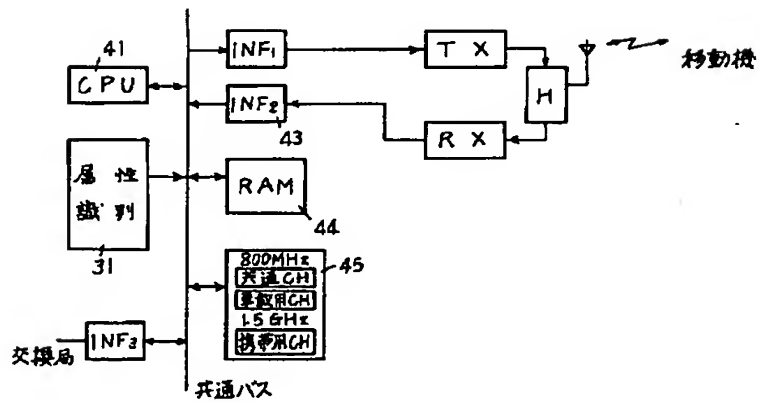 41
CPU
INF1
TX
H
移動機
INF2
43
RX
属性
識別
31
RAM
44
45
800MHz
共通CH
車載用CH
1.5GHz
携帯用CH
INF3
交換局
共通バス